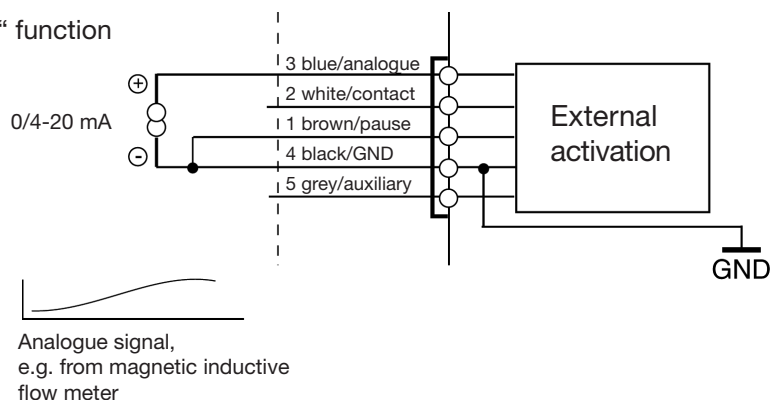 “ function
3 blue/analogue
2 white/contact
0/4-20 mA
1 brown/pause
4 black/GND
5 grey/auxiliary
External
activation
GND
Analogue signal,
e.g. from magnetic inductive
flow meter